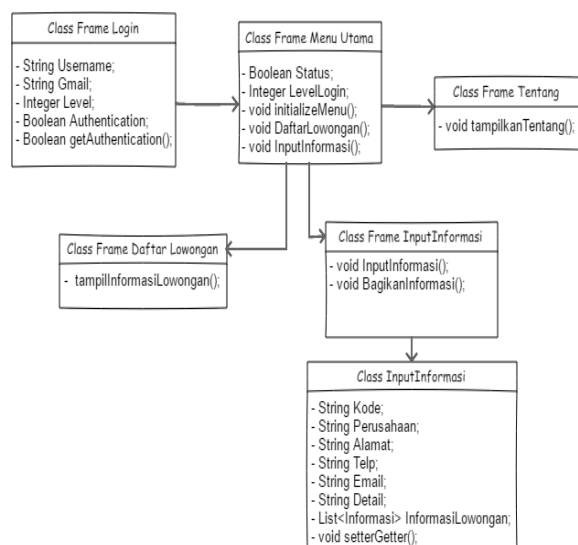 Class Frame Login
- String Username;
- String Gmail;
- Integer Level;
- Boolean Authentication;
- Boolean getAuthentication();
Class Frame Menu Utama
- Boolean Status;
- Integer LevelLogin;
- void initializeMenu();
- void DaftarLowongan();
- void InputInformasi();
Class Frame Tentang
- void tampilkanTentang();
Class Frame Daftar Lowongan
- tampilInformasiLowongan();
Class Frame InputInformasi
- void InputInformasi();
- void BagikanInformasi();
Class InputInformasi
- String Kode;
- String Perusahaan;
- String Alamat;
- String Telp;
- String Email;
- String Detail;
- List<Informasi> InformasiLowongan;
- void setterGetter();